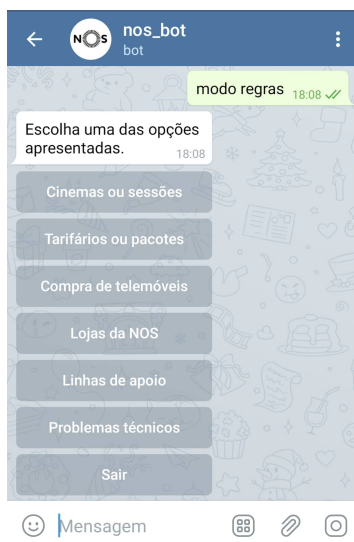 NOS
nos_bot
bot
modo regras 18:08
Escolha uma das opções
apresentadas. 18:08
Cinemas ou sessões
Tarifários ou pacotes
Compra de telemóveis
Lojas da NOS
Linhas de apoio
Problemas técnicos
Sair
Mensagem